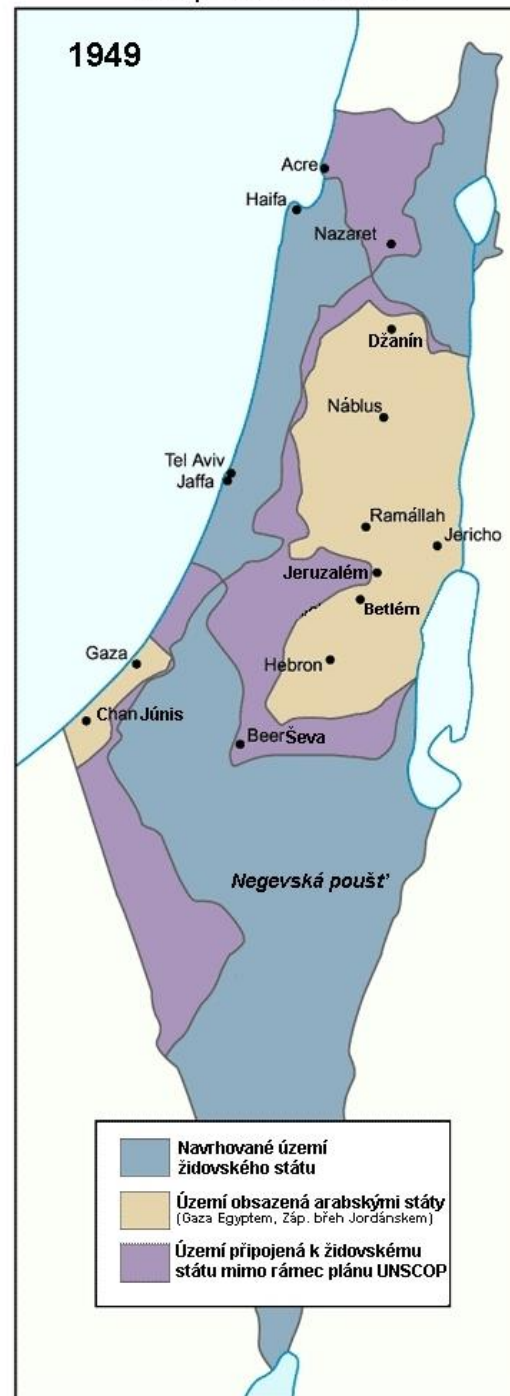 1949
Acre
Haifa
Nazaret
Džanín
Náblus
Tel Aviv
Jaffa
Ramállah
Jericho
Jeruzalém
Betlém
Gaza
Hebron
Chan Júnis
Beer Ševa
Negevská poušť
Navrhované území
židovského státu
Území obsazená arabskými státy
(Gaza Egyptem, Záp. břeh Jordánskem)
Území připojená k židovskému
státu mimo rámec plánu UNSCOP